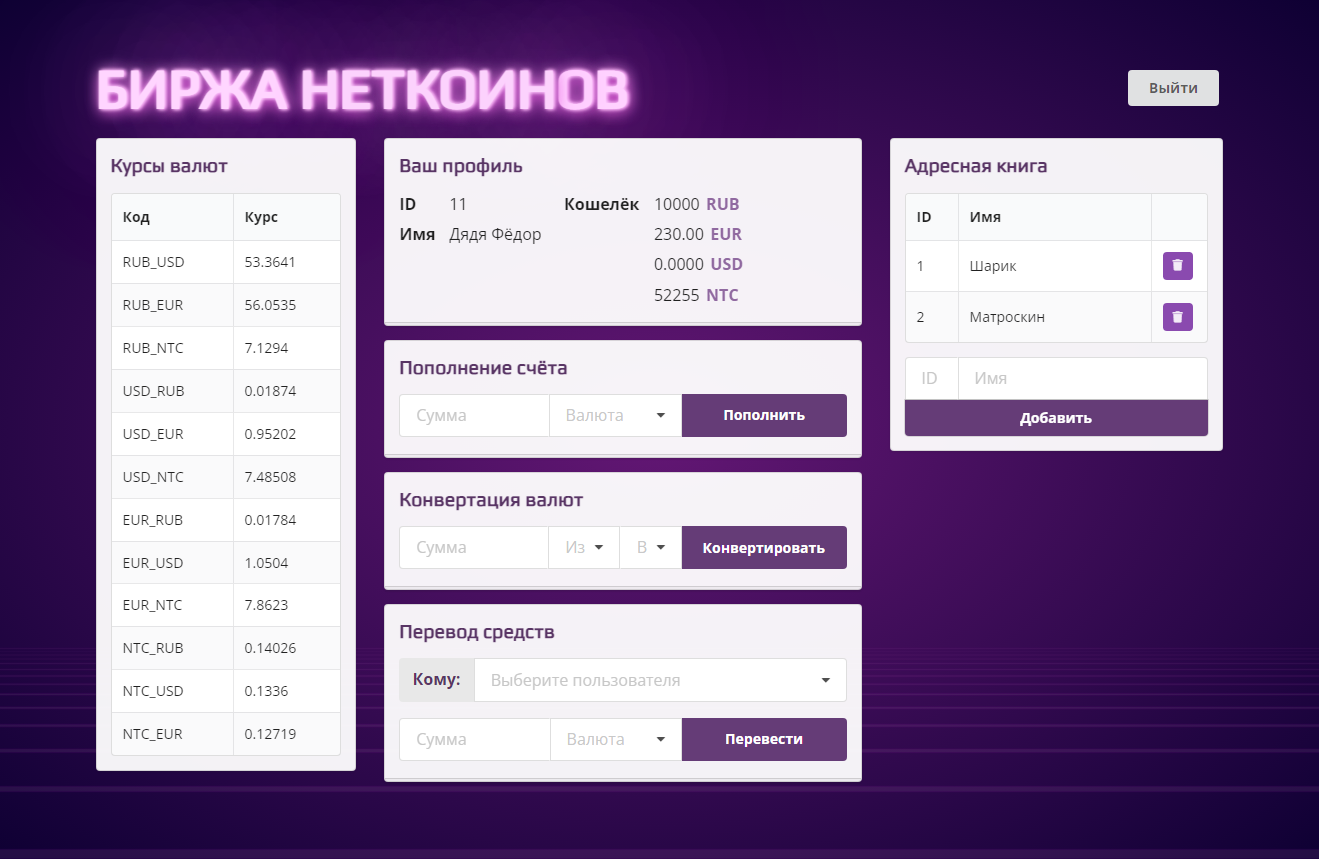 БИРЖА НЕТКОИНОВ
Выйти
Курсы валют
Код Курс
RUB_USD 53.3641
RUB_EUR 56.0535
RUB_NTC 7.1294
USD_RUB 0.01874
USD_EUR 0.95202
USD_NTC 7.48508
EUR_RUB 0.01784
EUR_USD 1.0504
EUR_NTC 7.8623
NTC_RUB 0.14026
NTC_USD 0.1336
NTC_EUR 0.12719
Ваш профиль
ID 11 Кошелёк 10000 RUB
Имя Дядя Фёдор 230.00 EUR
0.0000 USD
52255 NTC
Пополнение счёта
Сумма Валюта Пополнить
Конвертация валют
Сумма Из В Конвертировать
Перевод средств
Кому: Выберите пользователя
Сумма Валюта Перевести
Адресная книга
ID Имя
1 Шарик
2 Матроскин
ID Имя
Добавить